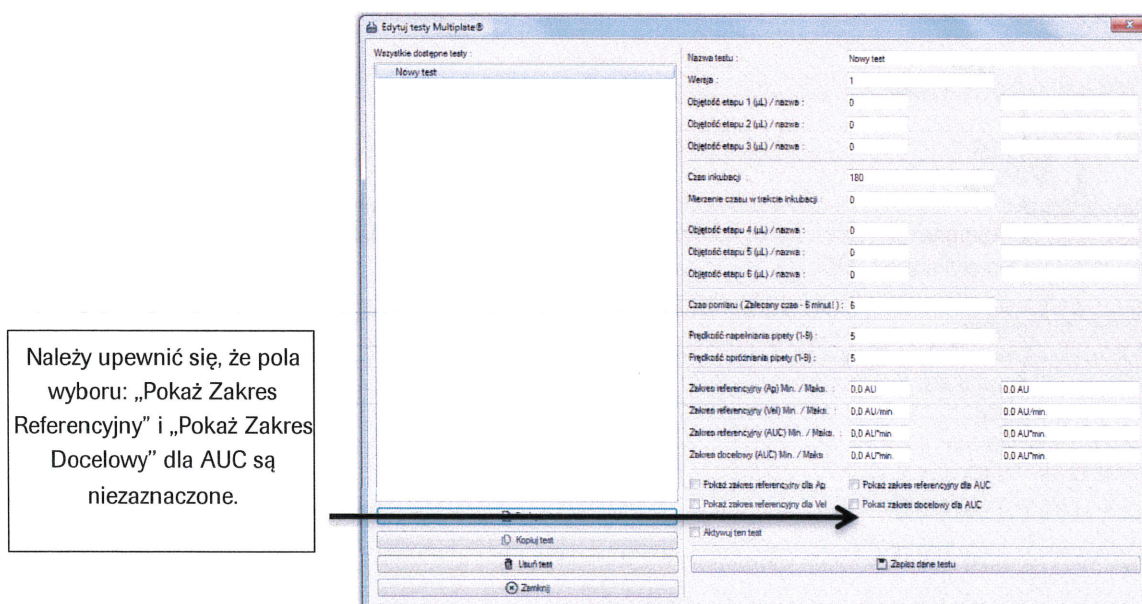 Edytuj testy Multiplate®
Wszystkie dostępne testy :
Nowy test
Kopiuj test
Usuń test
Zamknij
Nazwa testu : Nowy test
Wersja : 1
Objętość etapu 1 (µL) / nazwa : 0
Objętość etapu 2 (µL) / nazwa : 0
Objętość etapu 3 (µL) / nazwa : 0
Czas inkubacji : 180
Mierzenie czasu w trakcie inkubacji : 0
Objętość etapu 4 (µL) / nazwa : 0
Objętość etapu 5 (µL) / nazwa : 0
Objętość etapu 6 (µL) / nazwa : 0
Czas pomiaru ( Zalecany czas - 6 minut! ) : 6
Prędkość napełniania pipety (1-9) : 5
Prędkość opróżniania pipety (1-9) : 5
Zakres referencyjny (Ap) Min. / Maks. : 0,0 AU 0,0 AU
Zakres referencyjny (Vel) Min. / Maks. : 0,0 AU/min. 0,0 AU/min.
Zakres referencyjny (AUC) Min. / Maks. : 0,0 AU*min. 0,0 AU*min.
Zakres docelowy (AUC) Min. / Maks 0,0 AU*min. 0,0 AU*min.
Pokaż zakres referencyjny dla Ap Pokaż zakres referencyjny dla AUC
Pokaż zakres referencyjny dla Vel Pokaż zakres docelowy dla AUC
Aktywuj ten test
Zapisz dane testu
Należy upewnić się, że pola
wyboru: „Pokaż Zakres
Referencyjny” i „Pokaż Zakres
Docelowy” dla AUC są
niezaznaczone.